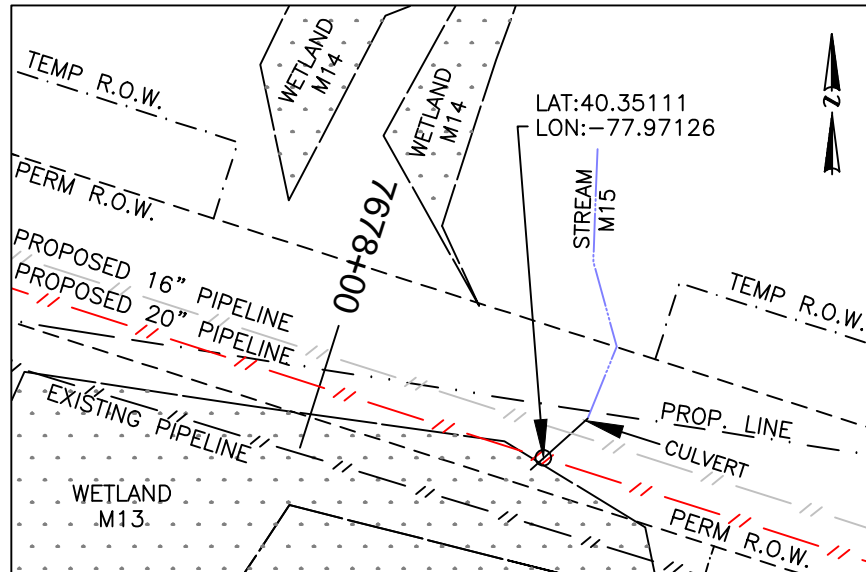 WETLAND
M14
WETLAND
M14
TEMP R.O.W.
LAT:40.35111
LON:-77.97126
N
PERM R.O.W.
STREAM
M15
7678+00
PROPOSED 16" PIPELINE
PROPOSED 20" PIPELINE
TEMP R.O.W.
PROP. LINE
EXISTING PIPELINE
CULVERT
WETLAND
M13
PERM R.O.W.